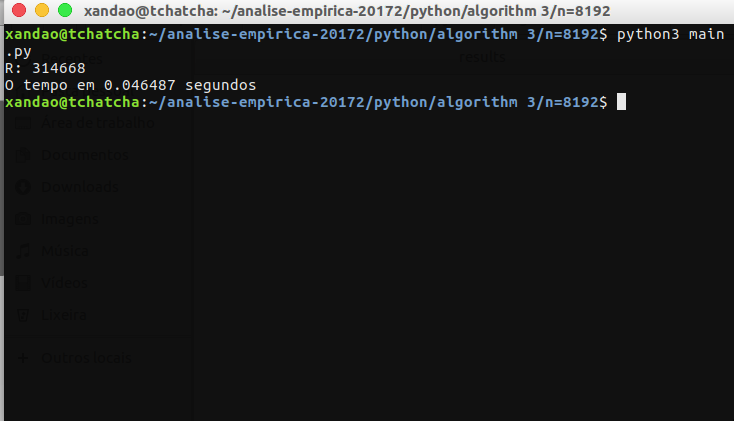 xandao@tchatcha: ~/analise-empirica-20172/python/algorithm 3/n=8192
xandao@tchatcha:~/analise-empirica-20172/python/algorithm 3/n=8192$ python3 main
.py
R: 314668
O tempo em 0.046487 segundos
xandao@tchatcha:~/analise-empirica-20172/python/algorithm 3/n=8192$
results
Área de trabalho
Documentos
Downloads
Imagens
Música
Vídeos
Lixeira
Outros locais